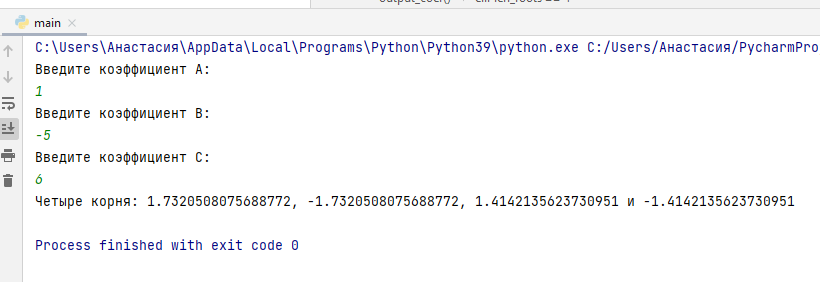 main
C:\Users\Анастасия\AppData\Local\Programs\Python\Python39\python.exe C:/Users/Анастасия/PycharmPro
Введите коэффициент A:
1
Введите коэффициент B:
-5
Введите коэффициент C:
6
Четыре корня: 1.7320508075688772, -1.7320508075688772, 1.4142135623730951 и -1.4142135623730951
Process finished with exit code 0